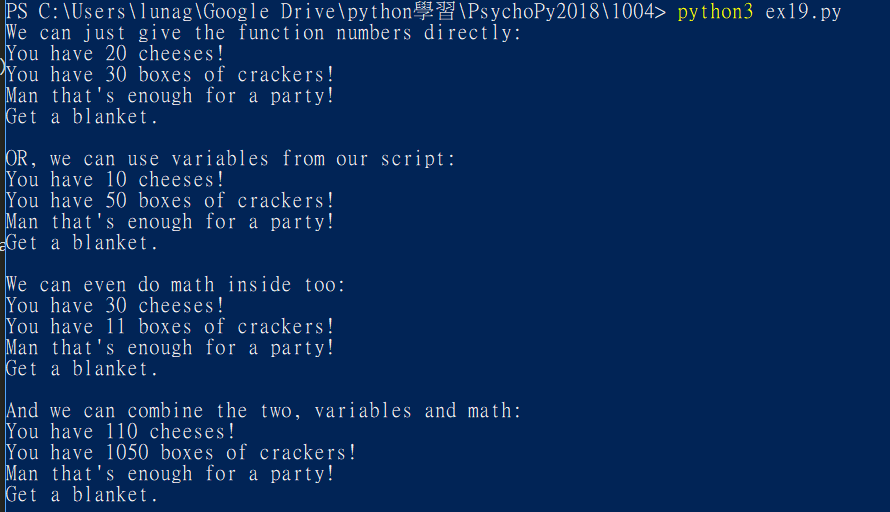 PS C:\Users\lunag\Google Drive\python學習\PsychoPy2018\1004> python3 ex19.py
We can just give the function numbers directly:
You have 20 cheeses!
You have 30 boxes of crackers!
Man that's enough for a party!
Get a blanket.

OR, we can use variables from our script:
You have 10 cheeses!
You have 50 boxes of crackers!
Man that's enough for a party!
Get a blanket.

We can even do math inside too:
You have 30 cheeses!
You have 11 boxes of crackers!
Man that's enough for a party!
Get a blanket.

And we can combine the two, variables and math:
You have 110 cheeses!
You have 1050 boxes of crackers!
Man that's enough for a party!
Get a blanket.